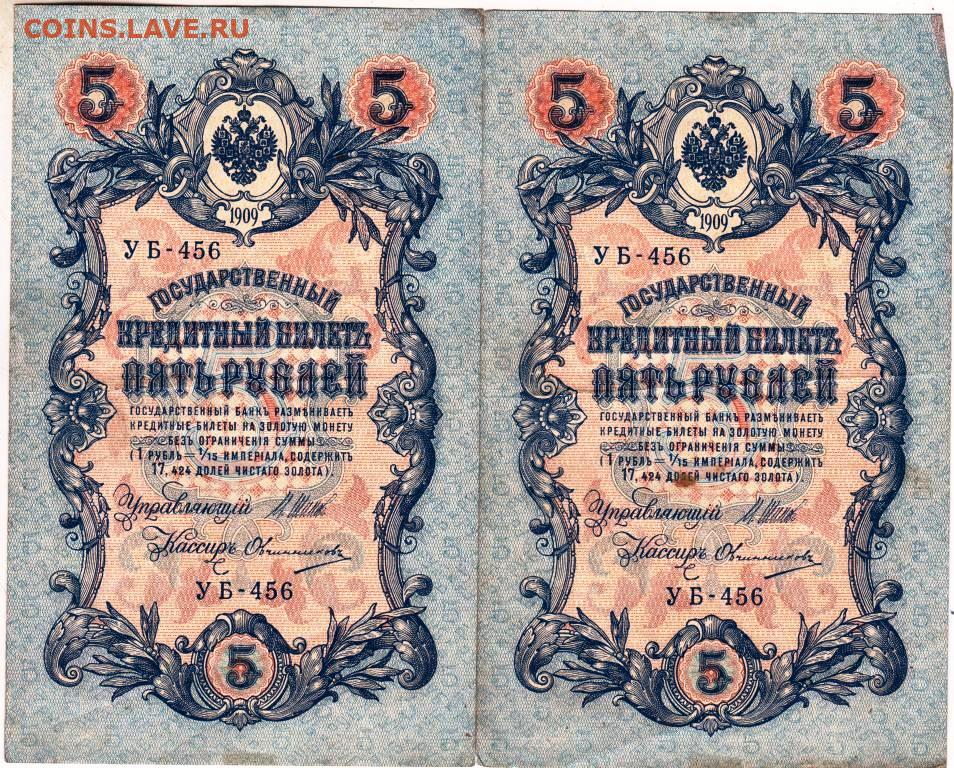 COINS.LAVE.RU
5 5
1909
УБ-456
ГОСУДАРСТВЕННЫЙ
КРЕДИТНЫЙ БИЛЕТЪ
ПЯТЬ РУБЛЕЙ
ГОСУДАРСТВЕННЫЙ БАНКЪ РАЗМѢНИВАЕТЪ
КРЕДИТНЫЕ БИЛЕТЫ НА ЗОЛОТУЮ МОНЕТУ
БЕЗЪ ОГРАНИЧЕНІЯ СУММЫ
(1 РУБЛЬ = 1/15 ИМПЕРІАЛА, СОДЕРЖИТЪ
17,424 ДОЛЕЙ ЧИСТАГО ЗОЛОТА).
Управляющій
Кассиръ Овчинниковъ
УБ-456
5
5 5
1909
УБ-456
ГОСУДАРСТВЕННЫЙ
КРЕДИТНЫЙ БИЛЕТЪ
ПЯТЬ РУБЛЕЙ
ГОСУДАРСТВЕННЫЙ БАНКЪ РАЗМѢНИВАЕТЪ
КРЕДИТНЫЕ БИЛЕТЫ НА ЗОЛОТУЮ МОНЕТУ
БЕЗЪ ОГРАНИЧЕНІЯ СУММЫ
(1 РУБЛЬ = 1/15 ИМПЕРІАЛА, СОДЕРЖИТЪ
17,424 ДОЛЕЙ ЧИСТАГО ЗОЛОТА).
Управляющій
Кассиръ Овчинниковъ
УБ-456
5